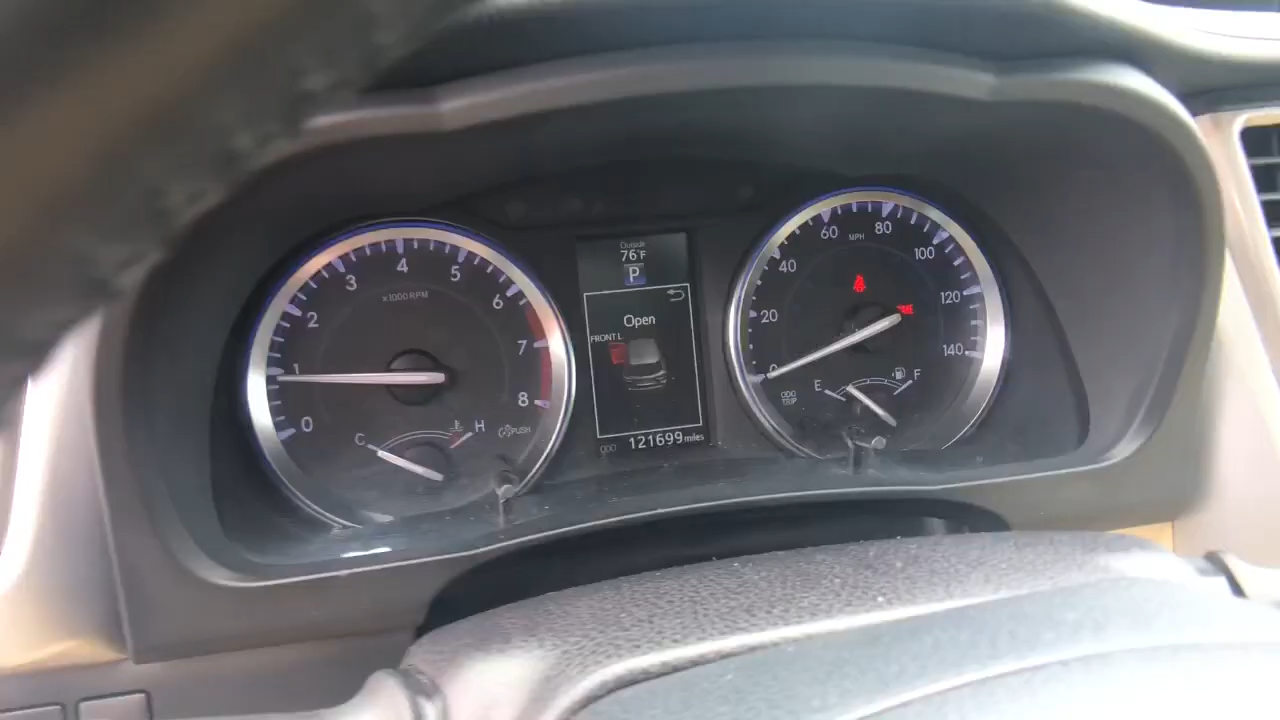 0
1
2
3
4
5
6
7
8
x1000 RPM
C
H
PUSH
Outside
76°F
P
Open
FRONT L
ODO 121699 miles
0
20
40
60
80
100
120
140
MPH
ODO
TRIP
E
F